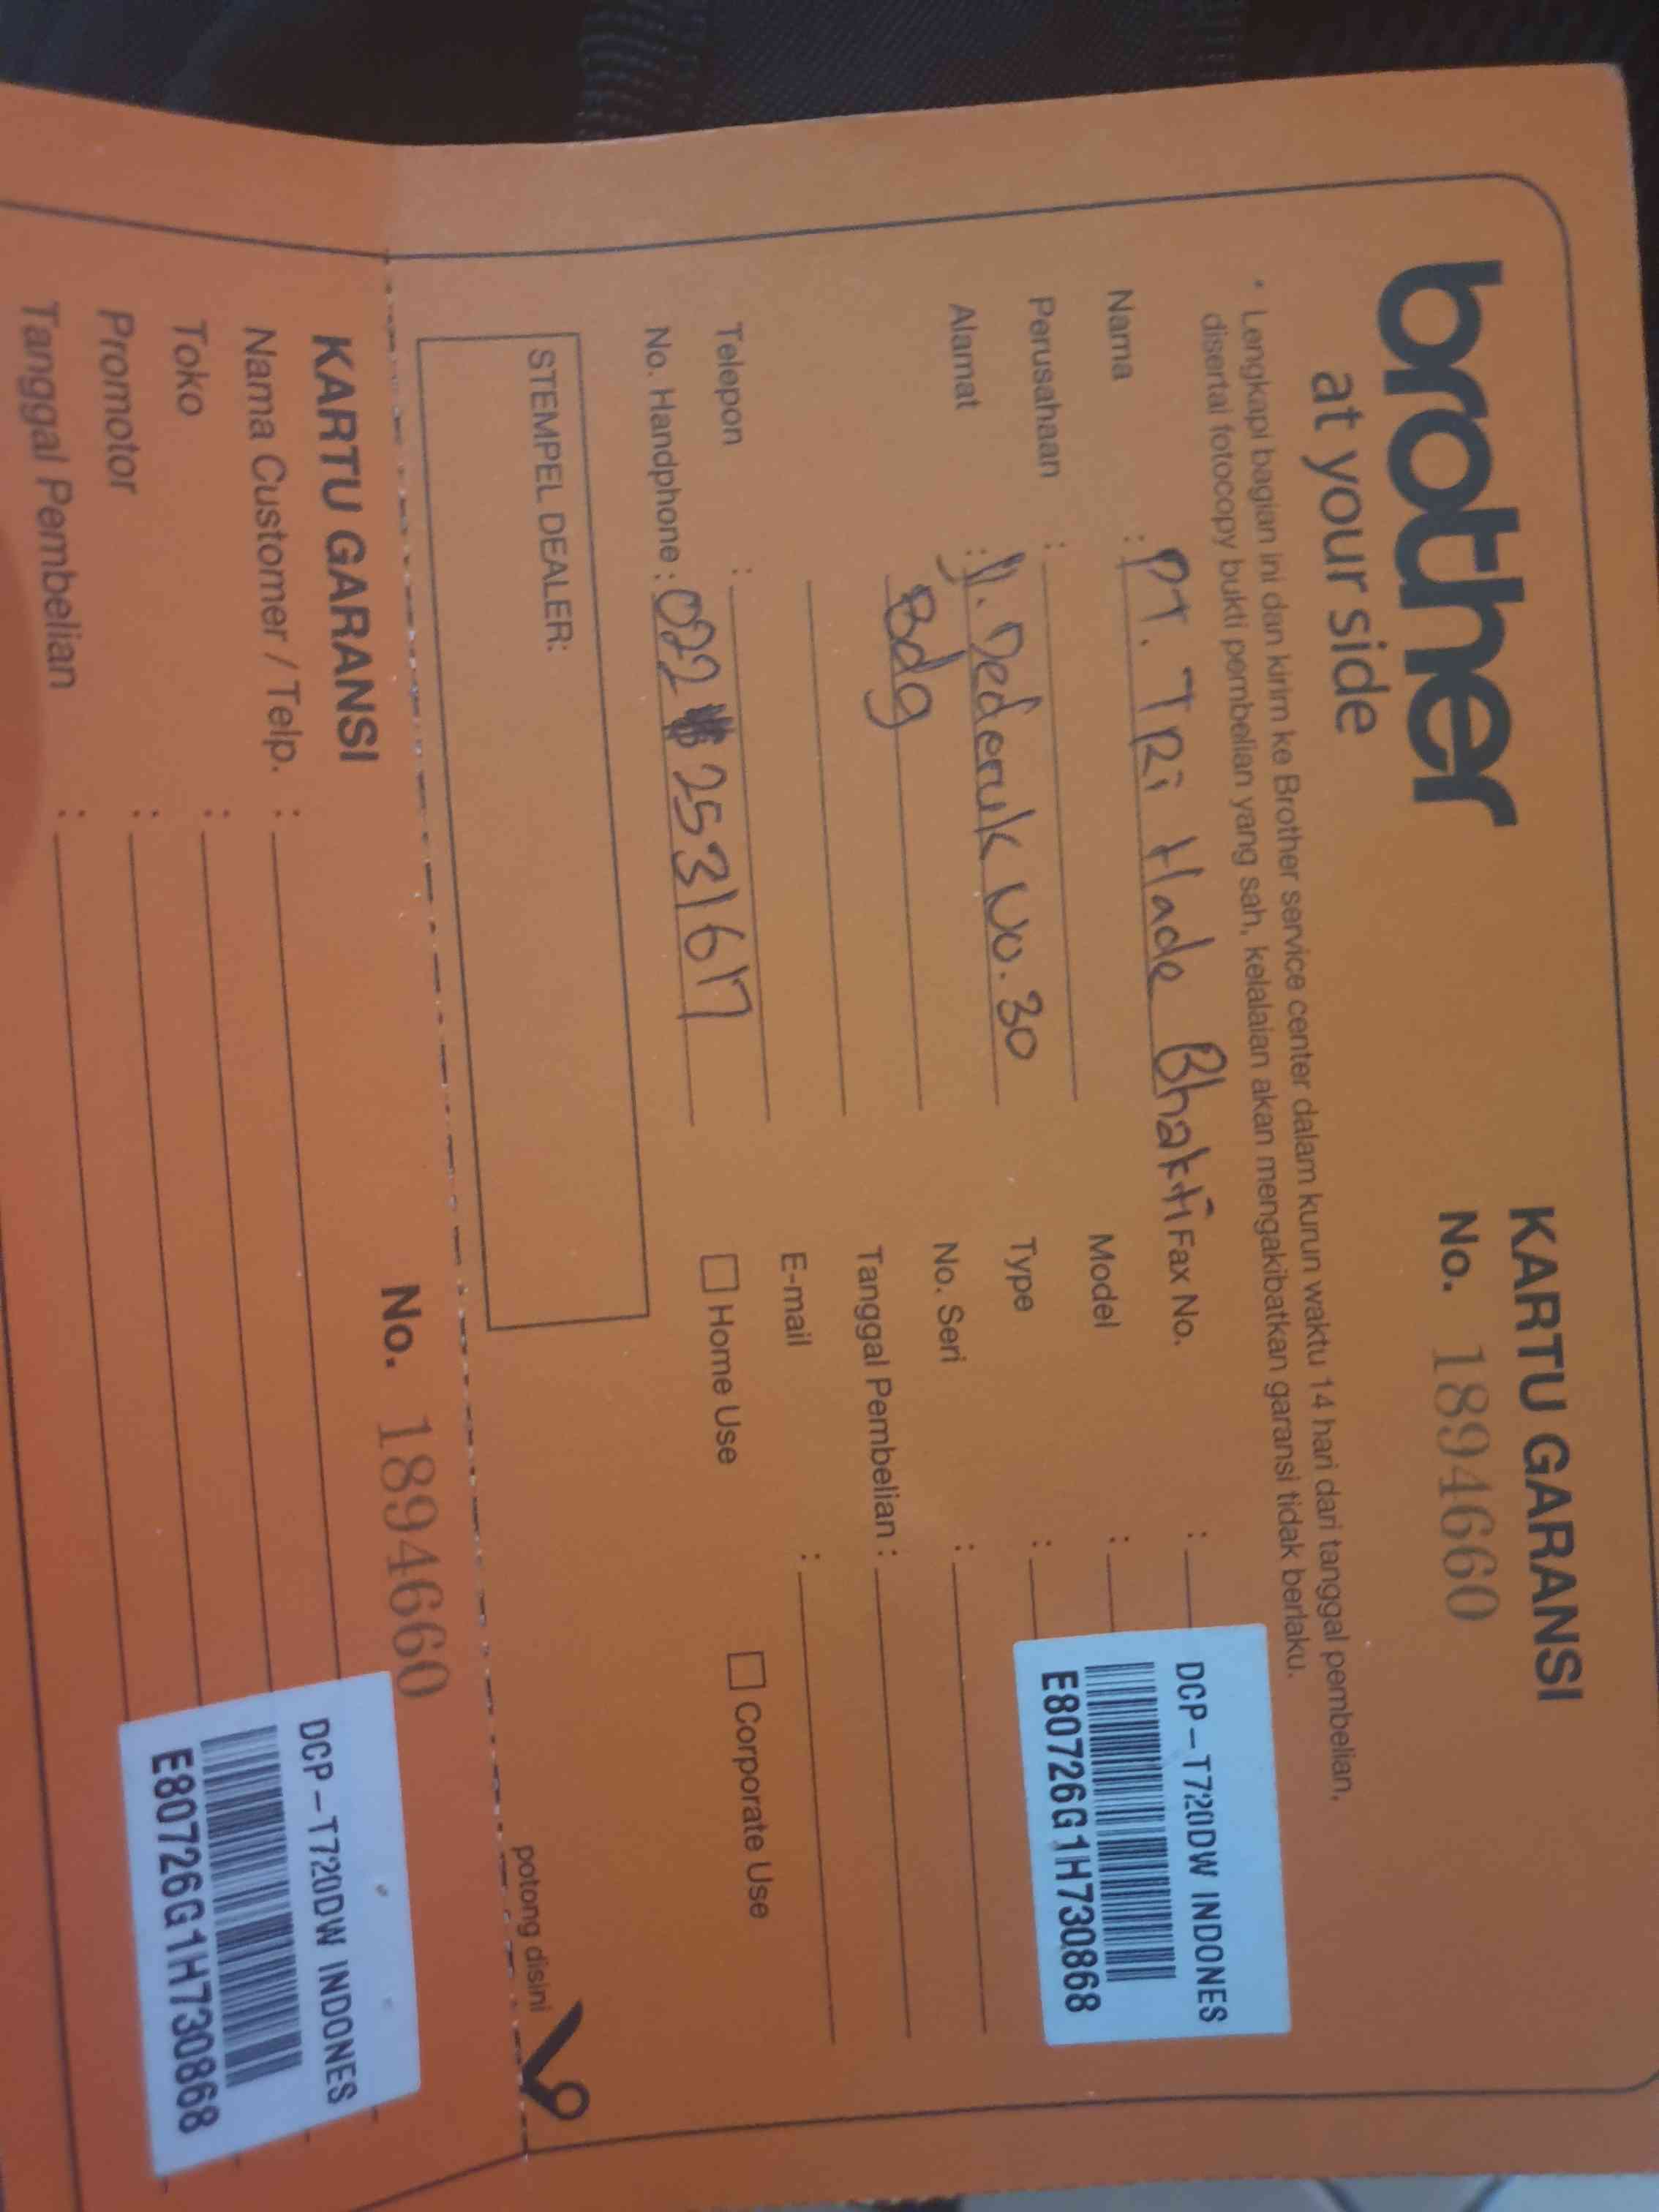 brother
at your side
KARTU GARANSI
No. 1894660
• Lengkapi bagian ini dan kirim ke Brother service center dalam kurun waktu 14 hari dari tanggal pembelian,
disertai fotocopy bukti pembelian yang sah, kelalaian akan mengakibatkan garansi tidak berlaku.
Nama : PT. TRi Hade Bhakti
Perusahaan :
Alamat : Jl. Dederuk No. 30
Bdg
Telepon :
No. Handphone : 022 2531617
Fax No. :
Model :
Type :
No. Seri :
Tanggal Pembelian :
E-mail :
Home Use
Corporate Use
DCP-T720DW INDONES
E80726G1H730868
STEMPEL DEALER:
potong disini
KARTU GARANSI
No. 1894660
Nama Customer / Telp. :
Toko :
Promotor :
Tanggal Pembelian :
DCP-T720DW INDONES
E80726G1H730868